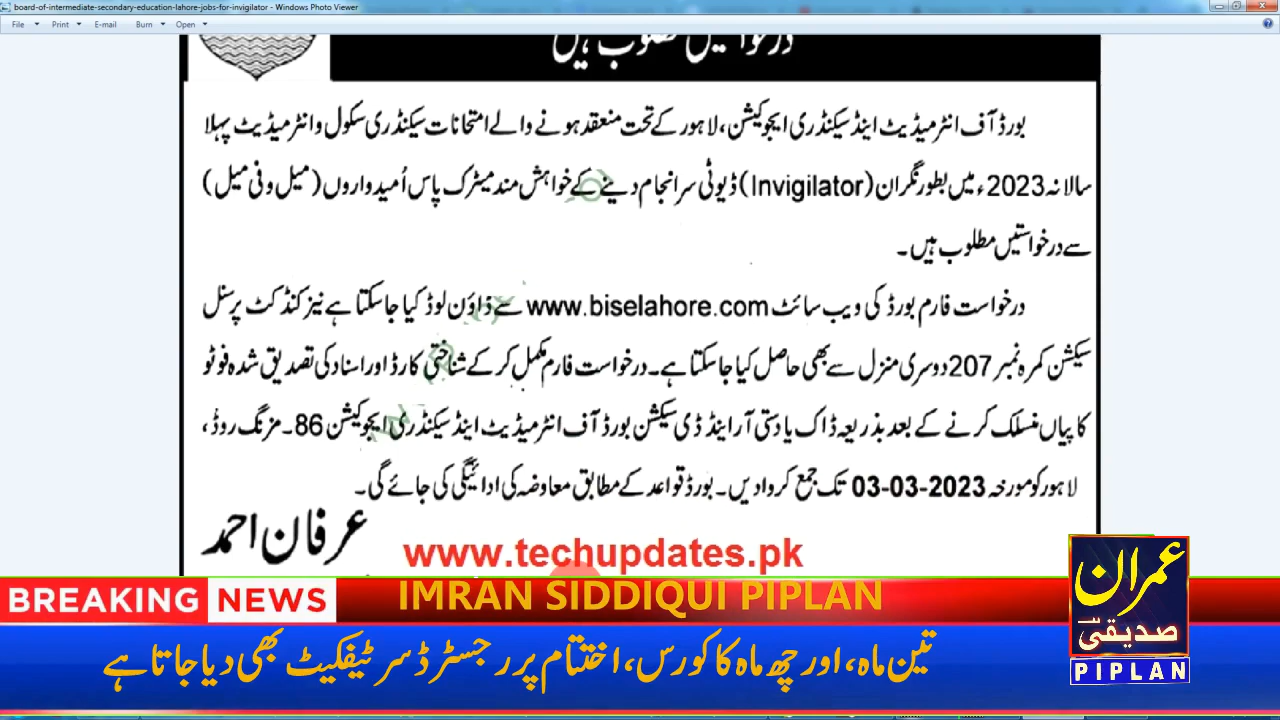 board-of-intermediate-secondary-education-lahore-jobs-for-invigilator - Windows Photo Viewer
File Print E-mail Burn Open
درخواستیں مطلوب ہیں
بورڈ آف انٹرمیڈیٹ اینڈ سیکنڈری ایجوکیشن، لاہور کے تحت منعقد ہونے والے امتحانات سیکنڈری سکول و انٹرمیڈیٹ پہلا
سالانہ 2023ء میں بطور نگران (Invigilator) ڈیوٹی سرانجام دینے کے خواہش مند میٹرک پاس اُمیدواروں (میل و فی میل)
سے درخواستیں مطلوب ہیں۔
درخواست فارم بورڈ کی ویب سائٹ www.biselahore.com سے ڈاؤن لوڈ کیا جاسکتا ہے نیز کنڈکٹ پرسنل
سیکشن کمرہ نمبر 207 دوسری منزل سے بھی حاصل کیا جاسکتا ہے۔ درخواست فارم مکمل کر کے شناختی کارڈ اور اسناد کی تصدیق شدہ فوٹو
کاپیاں منسلک کرنے کے بعد بذریعہ ڈاک یا دستی آر اینڈ ڈی سیکشن بورڈ آف انٹرمیڈیٹ اینڈ سیکنڈری ایجوکیشن 86۔ مزنگ روڈ،
لاہور کو مورخہ 03-03-2023 تک جمع کروا دیں۔ بورڈ قواعد کے مطابق معاوضہ کی ادائیگی کی جائے گی۔
عرفان احمد
www.techupdates.pk
BREAKING NEWS
IMRAN SIDDIQUI PIPLAN
تین ماہ، اور چھ ماہ کا کورس، اختتام پر رجسٹرڈ سرٹیفکیٹ بھی دیا جاتا ہے
عمران
صدیقی
PIPLAN